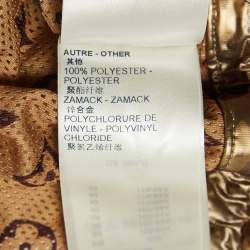 AUTRE - OTHER
其他
100% POLYESTER -
POLYESTER
聚酯纤维
ZAMACK - ZAMACK
锌合金
POLYCHLORURE DE
VINYLE - POLYVINYL
CHLORIDE
聚氯乙烯纤维